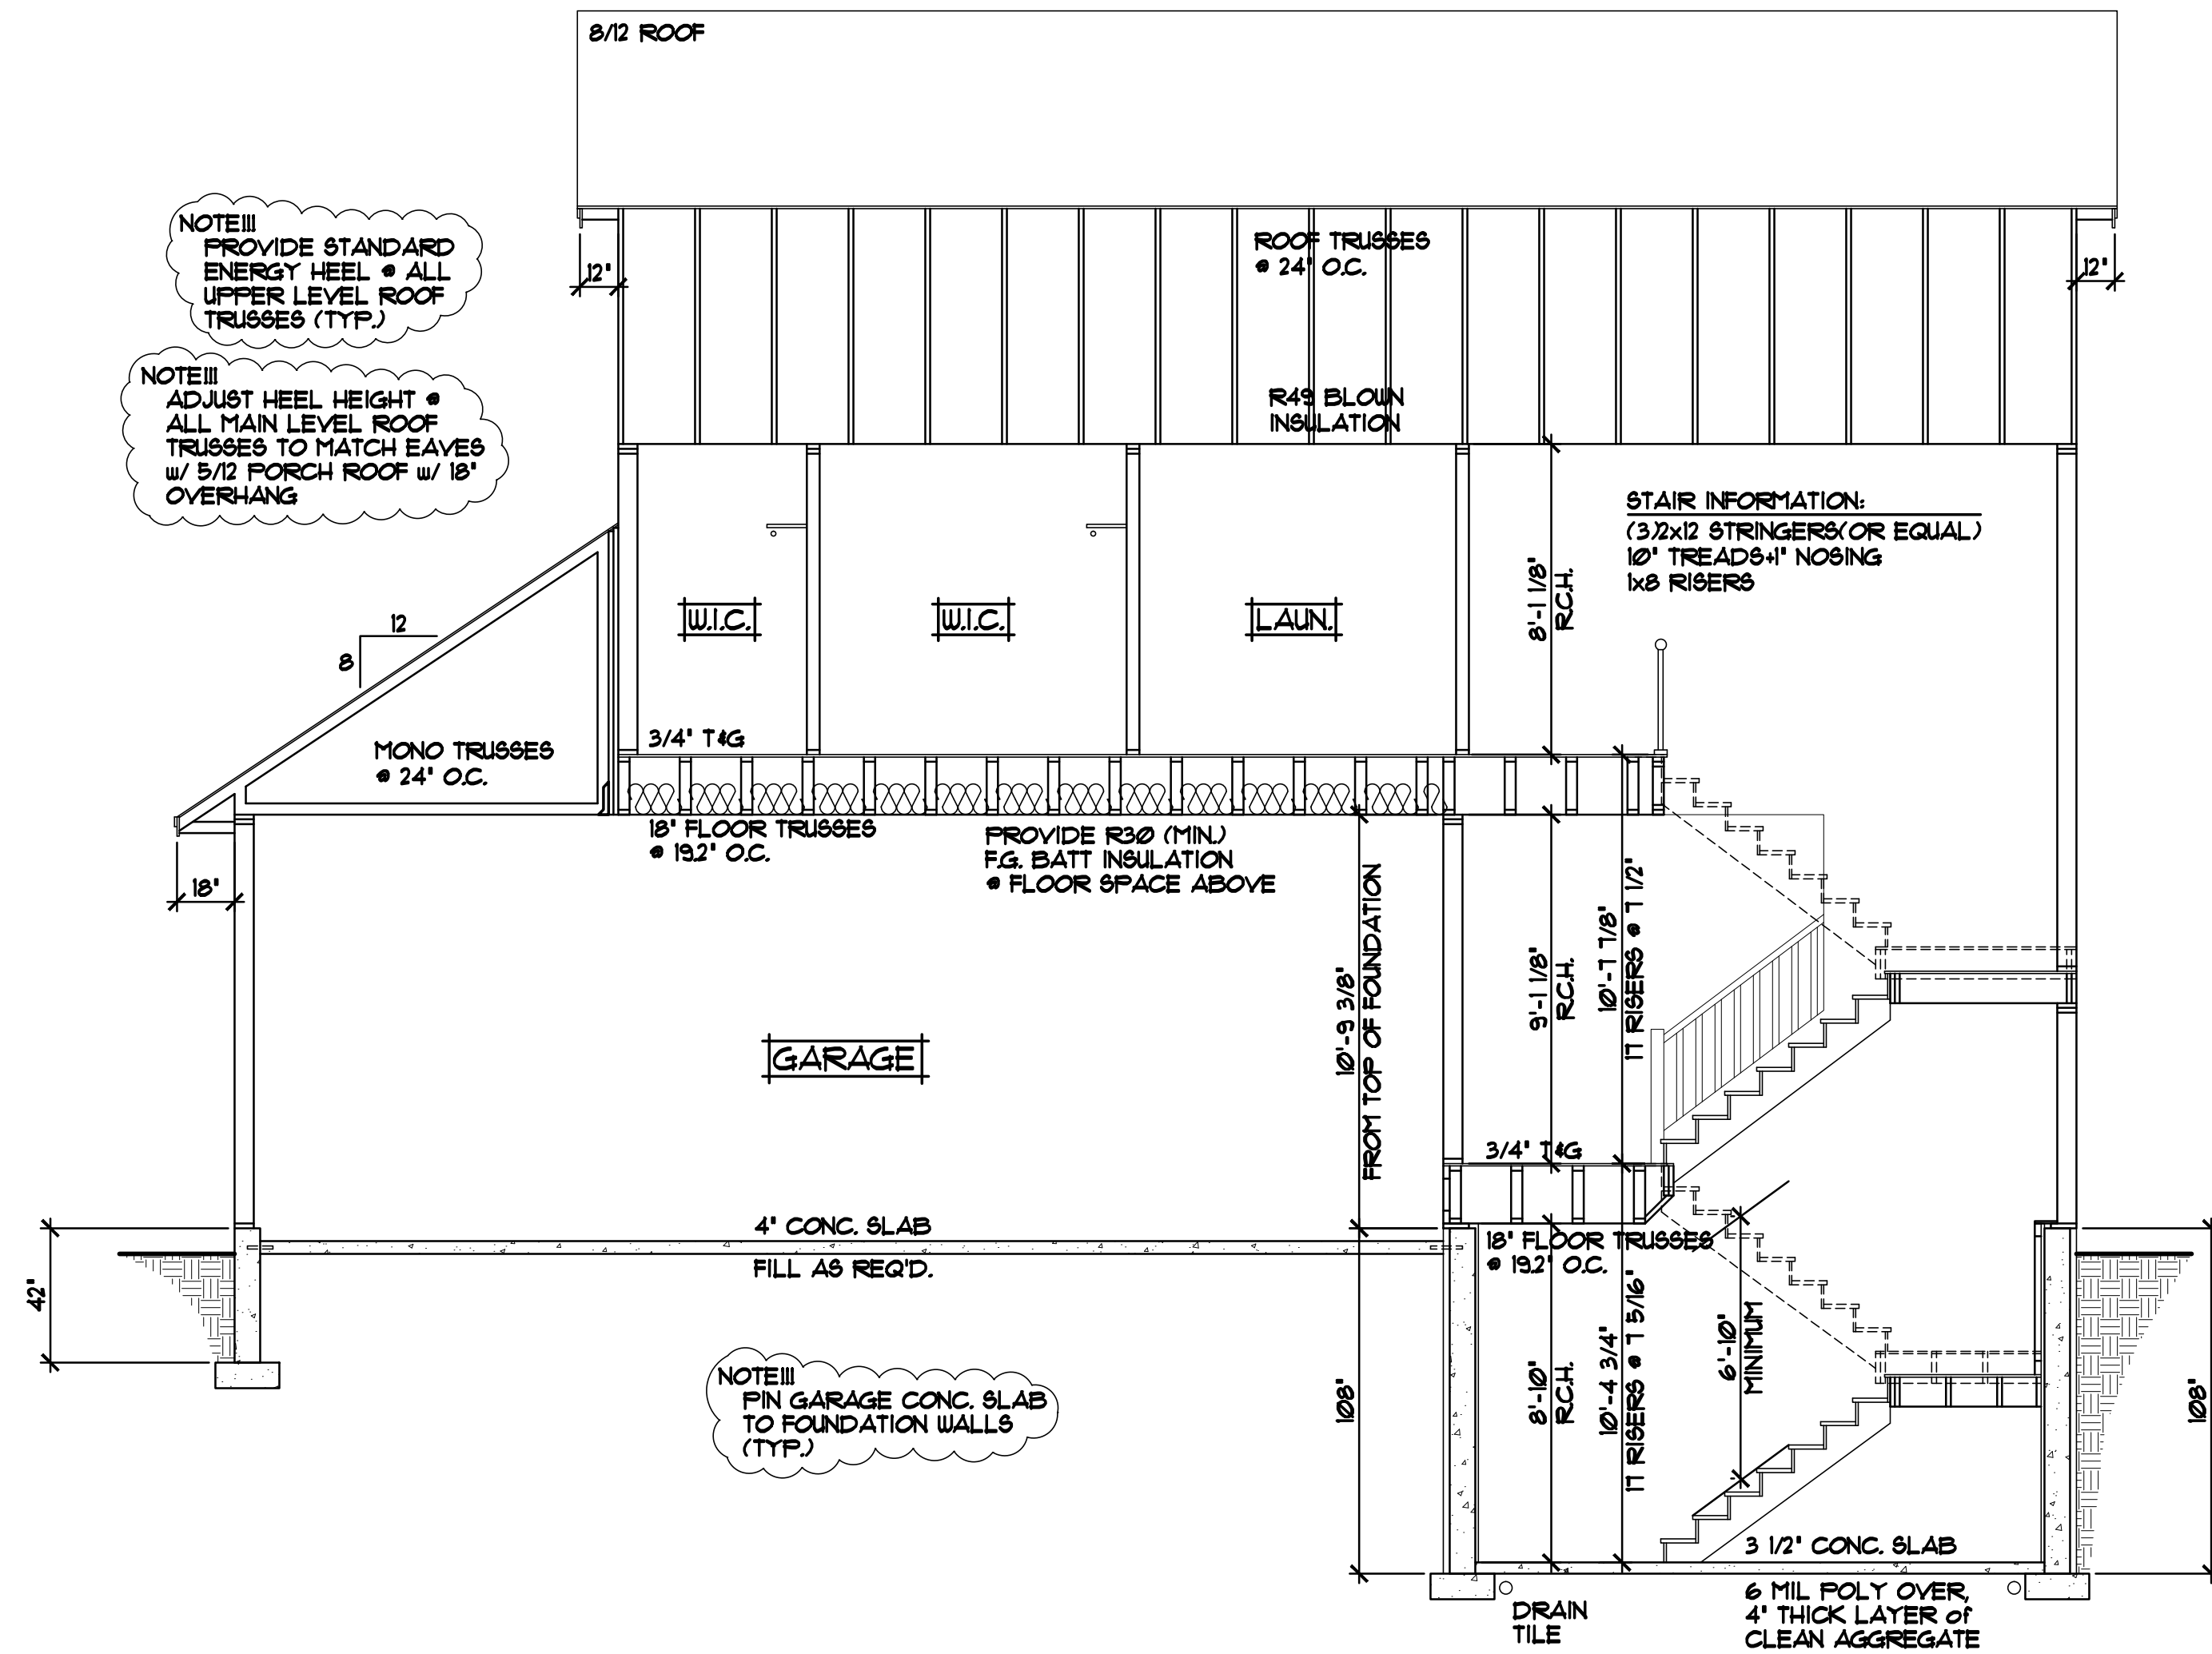 8/12 ROOF
NOTE!!!
PROVIDE STANDARD
ENERGY HEEL @ ALL
UPPER LEVEL ROOF
TRUSSES (TYP.)
ROOF TRUSSES
@ 24" O.C.
12"
12"
NOTE!!!
ADJUST HEEL HEIGHT @
ALL MAIN LEVEL ROOF
TRUSSES TO MATCH EAVES
w/ 5/12 PORCH ROOF w/ 18"
OVERHANG
R49 BLOWN
INSULATION
STAIR INFORMATION:
(3)2x12 STRINGERS(OR EQUAL)
10" TREADS+1" NOSING
1x8 RISERS
8'-1 1/8"
R.C.H.
12
8
W.I.C.
W.I.C.
LAUN.
MONO TRUSSES
@ 24" O.C.
3/4" T&G
18" FLOOR TRUSSES
@ 19.2" O.C.
PROVIDE R30 (MIN.)
F.G. BATT INSULATION
@ FLOOR SPACE ABOVE
18"
10'-9 3/8"
FROM TOP OF FOUNDATION
9'-1 1/8"
R.C.H.
10'-7 7/8"
17 RISERS @ 7 1/2"
GARAGE
3/4" T&G
4" CONC. SLAB
FILL AS REQ'D.
18" FLOOR TRUSSES
@ 19.2" O.C.
42"
NOTE!!!
PIN GARAGE CONC. SLAB
TO FOUNDATION WALLS
(TYP.)
108"
8'-10"
R.C.H.
10'-4 3/4"
17 RISERS @ 7 5/16"
6'-10"
MINIMUM
108"
3 1/2" CONC. SLAB
6 MIL POLY OVER,
4" THICK LAYER of
CLEAN AGGREGATE
DRAIN
TILE